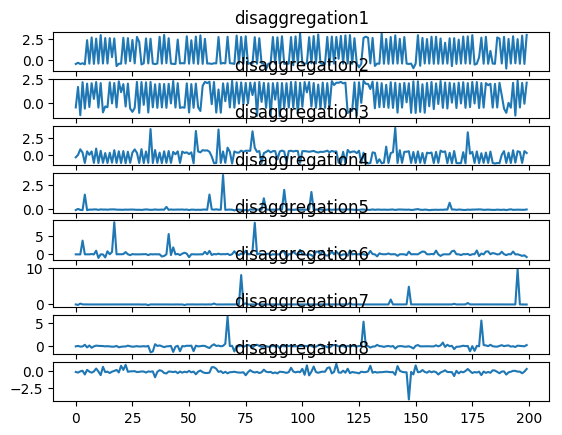 disaggregation1
2.5
0.0
disaggregation2
2.5
0.0
disaggregation3
2.5
0.0
disaggregation4
2.5
0.0
disaggregation5
5
0
disaggregation6
10
0
disaggregation7
5
0
disaggregation8
0.0
−2.5
0 25 50 75 100 125 150 175 200